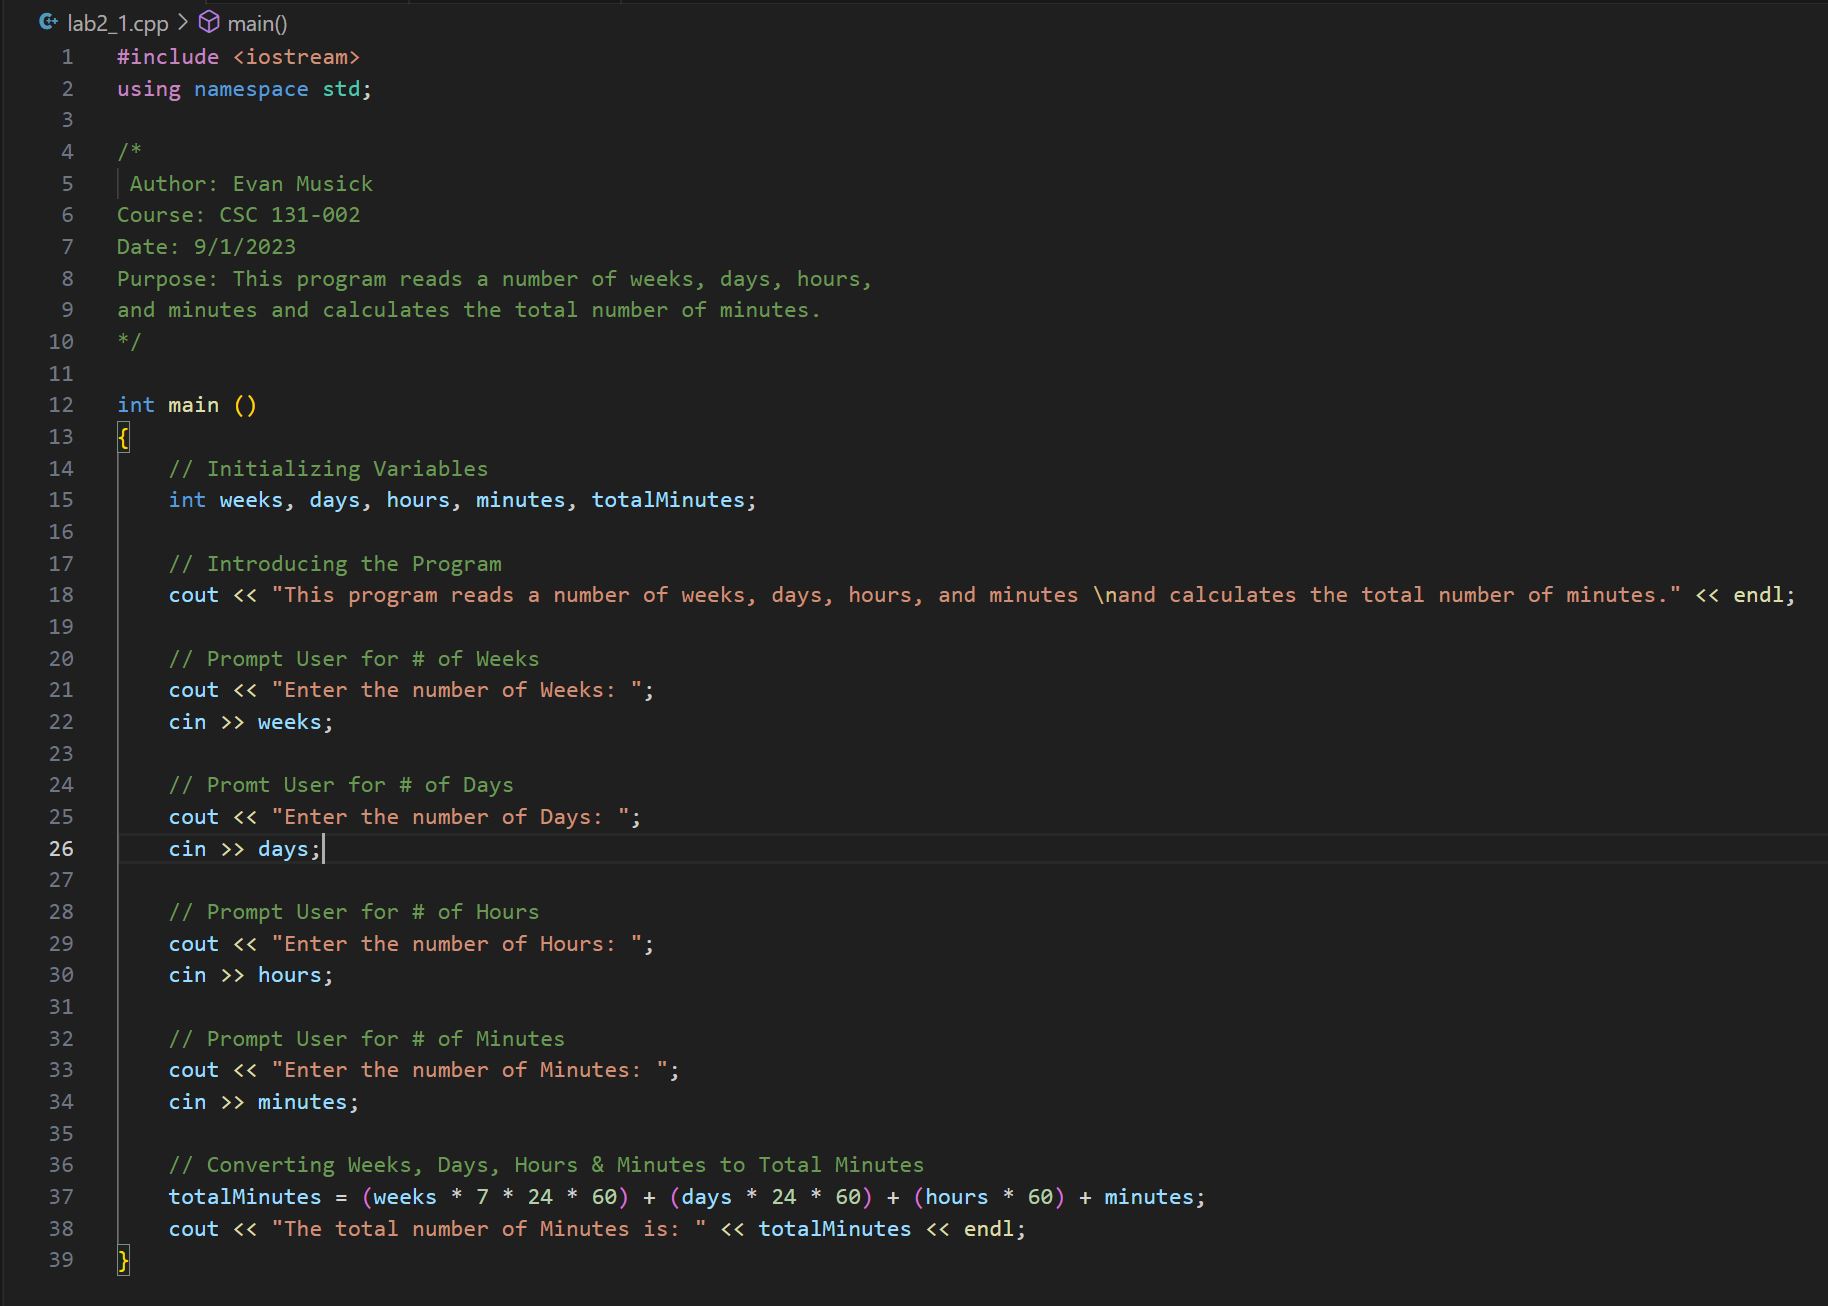 lab2_1.cpp > main()
1 #include <iostream>
2 using namespace std;
3
4 /*
5  Author: Evan Musick
6 Course: CSC 131-002
7 Date: 9/1/2023
8 Purpose: This program reads a number of weeks, days, hours,
9 and minutes and calculates the total number of minutes.
10 */
11
12 int main ()
13 {
14     // Initializing Variables
15     int weeks, days, hours, minutes, totalMinutes;
16
17     // Introducing the Program
18     cout << "This program reads a number of weeks, days, hours, and minutes \nand calculates the total number of minutes." << endl;
19
20     // Prompt User for # of Weeks
21     cout << "Enter the number of Weeks: ";
22     cin >> weeks;
23
24     // Promt User for # of Days
25     cout << "Enter the number of Days: ";
26     cin >> days;
27
28     // Prompt User for # of Hours
29     cout << "Enter the number of Hours: ";
30     cin >> hours;
31
32     // Prompt User for # of Minutes
33     cout << "Enter the number of Minutes: ";
34     cin >> minutes;
35
36     // Converting Weeks, Days, Hours & Minutes to Total Minutes
37     totalMinutes = (weeks * 7 * 24 * 60) + (days * 24 * 60) + (hours * 60) + minutes;
38     cout << "The total number of Minutes is: " << totalMinutes << endl;
39 }